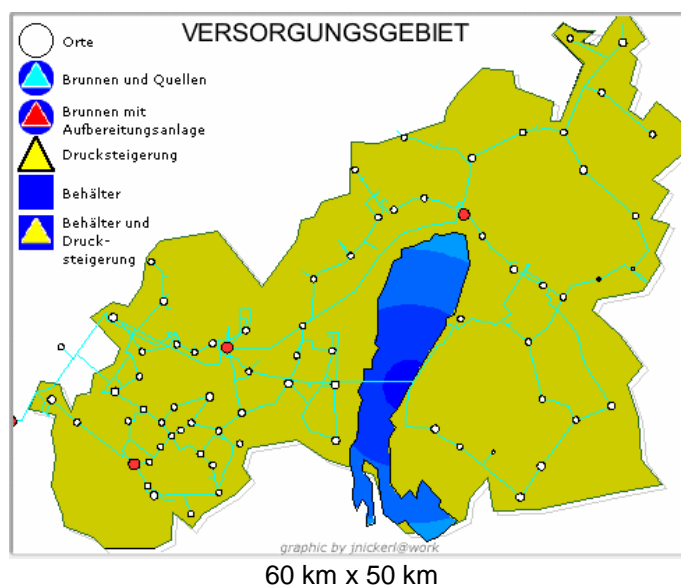 VERSORGUNGSGEBIET
Orte
Brunnen und Quellen
Brunnen mit
Aufbereitungsanlage
Drucksteigerung
Behälter
Behälter und
Druck-
steigerung
graphic by jnickerl@work
60 km x 50 km